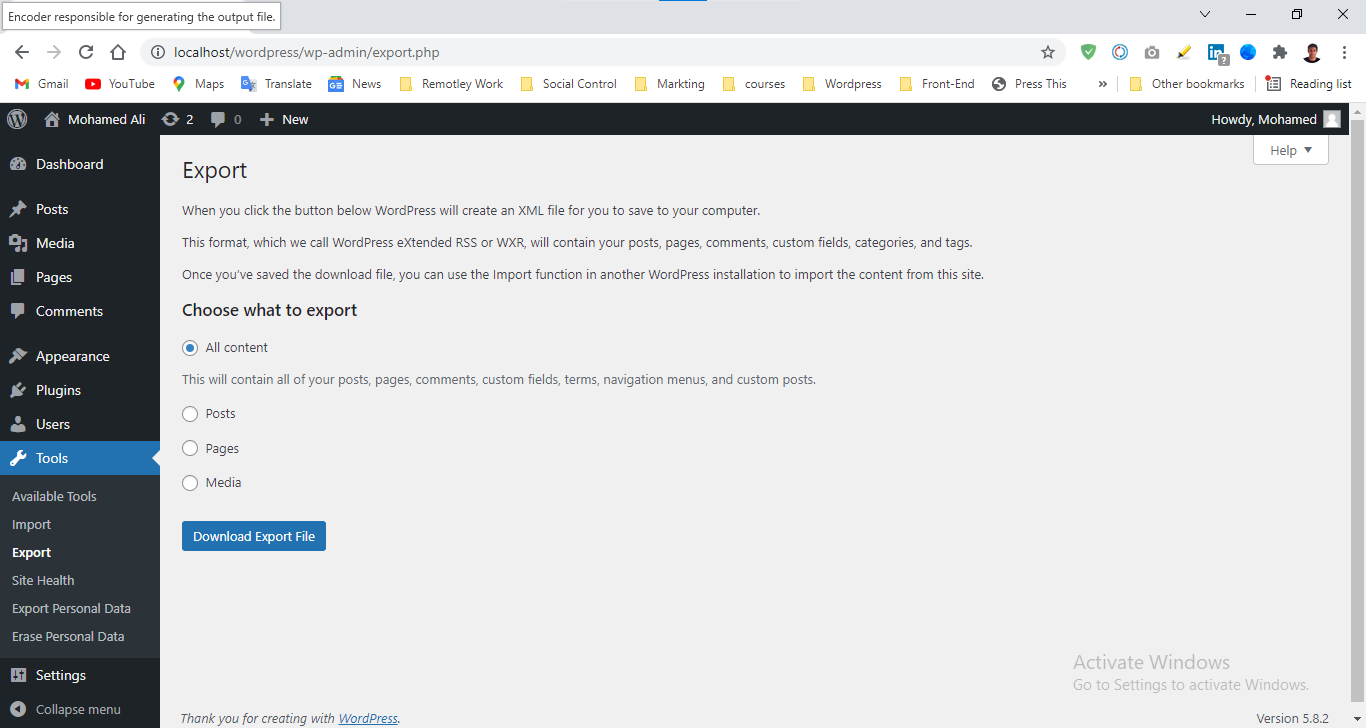 Encoder responsible for generating the output file.
localhost/wordpress/wp-admin/export.php
Gmail YouTube Maps Translate News Remotley Work Social Control Markting courses Wordpress Front-End Press This » Other bookmarks Reading list
Mohamed Ali 2 0 + New Howdy, Mohamed
Help
Dashboard
Posts
Media
Pages
Comments
Appearance
Plugins
Users
Tools
Available Tools
Import
Export
Site Health
Export Personal Data
Erase Personal Data
Settings
Collapse menu
Export
When you click the button below WordPress will create an XML file for you to save to your computer.
This format, which we call WordPress eXtended RSS or WXR, will contain your posts, pages, comments, custom fields, categories, and tags.
Once you've saved the download file, you can use the Import function in another WordPress installation to import the content from this site.
Choose what to export
All content
This will contain all of your posts, pages, comments, custom fields, terms, navigation menus, and custom posts.
Posts
Pages
Media
Download Export File
Activate Windows
Go to Settings to activate Windows.
Thank you for creating with WordPress.
Version 5.8.2